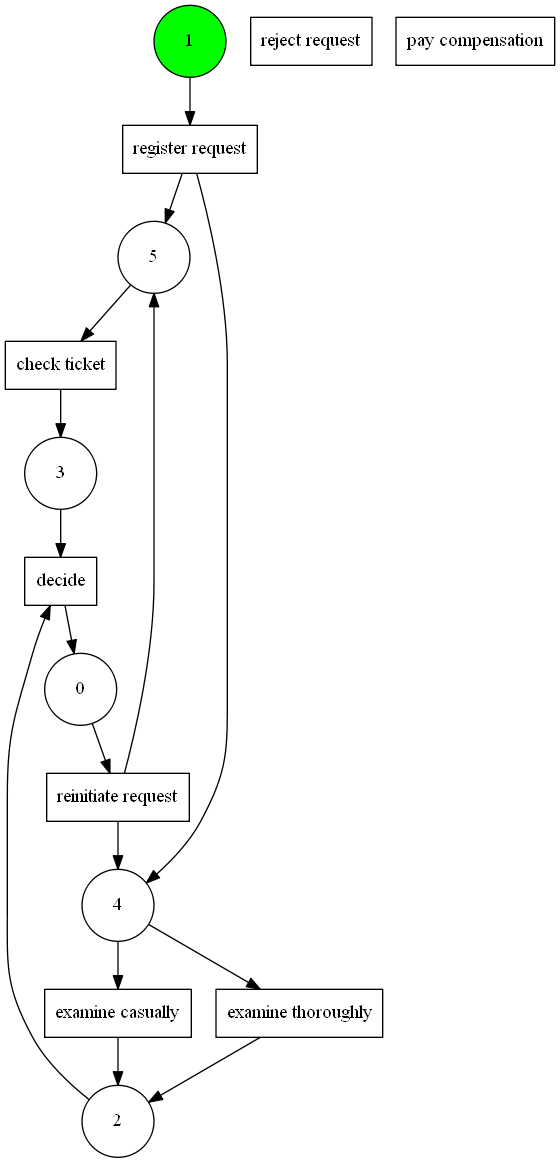 1
reject request
pay compensation
register request
5
check ticket
3
decide
0
reinitiate request
4
examine casually
examine thoroughly
2